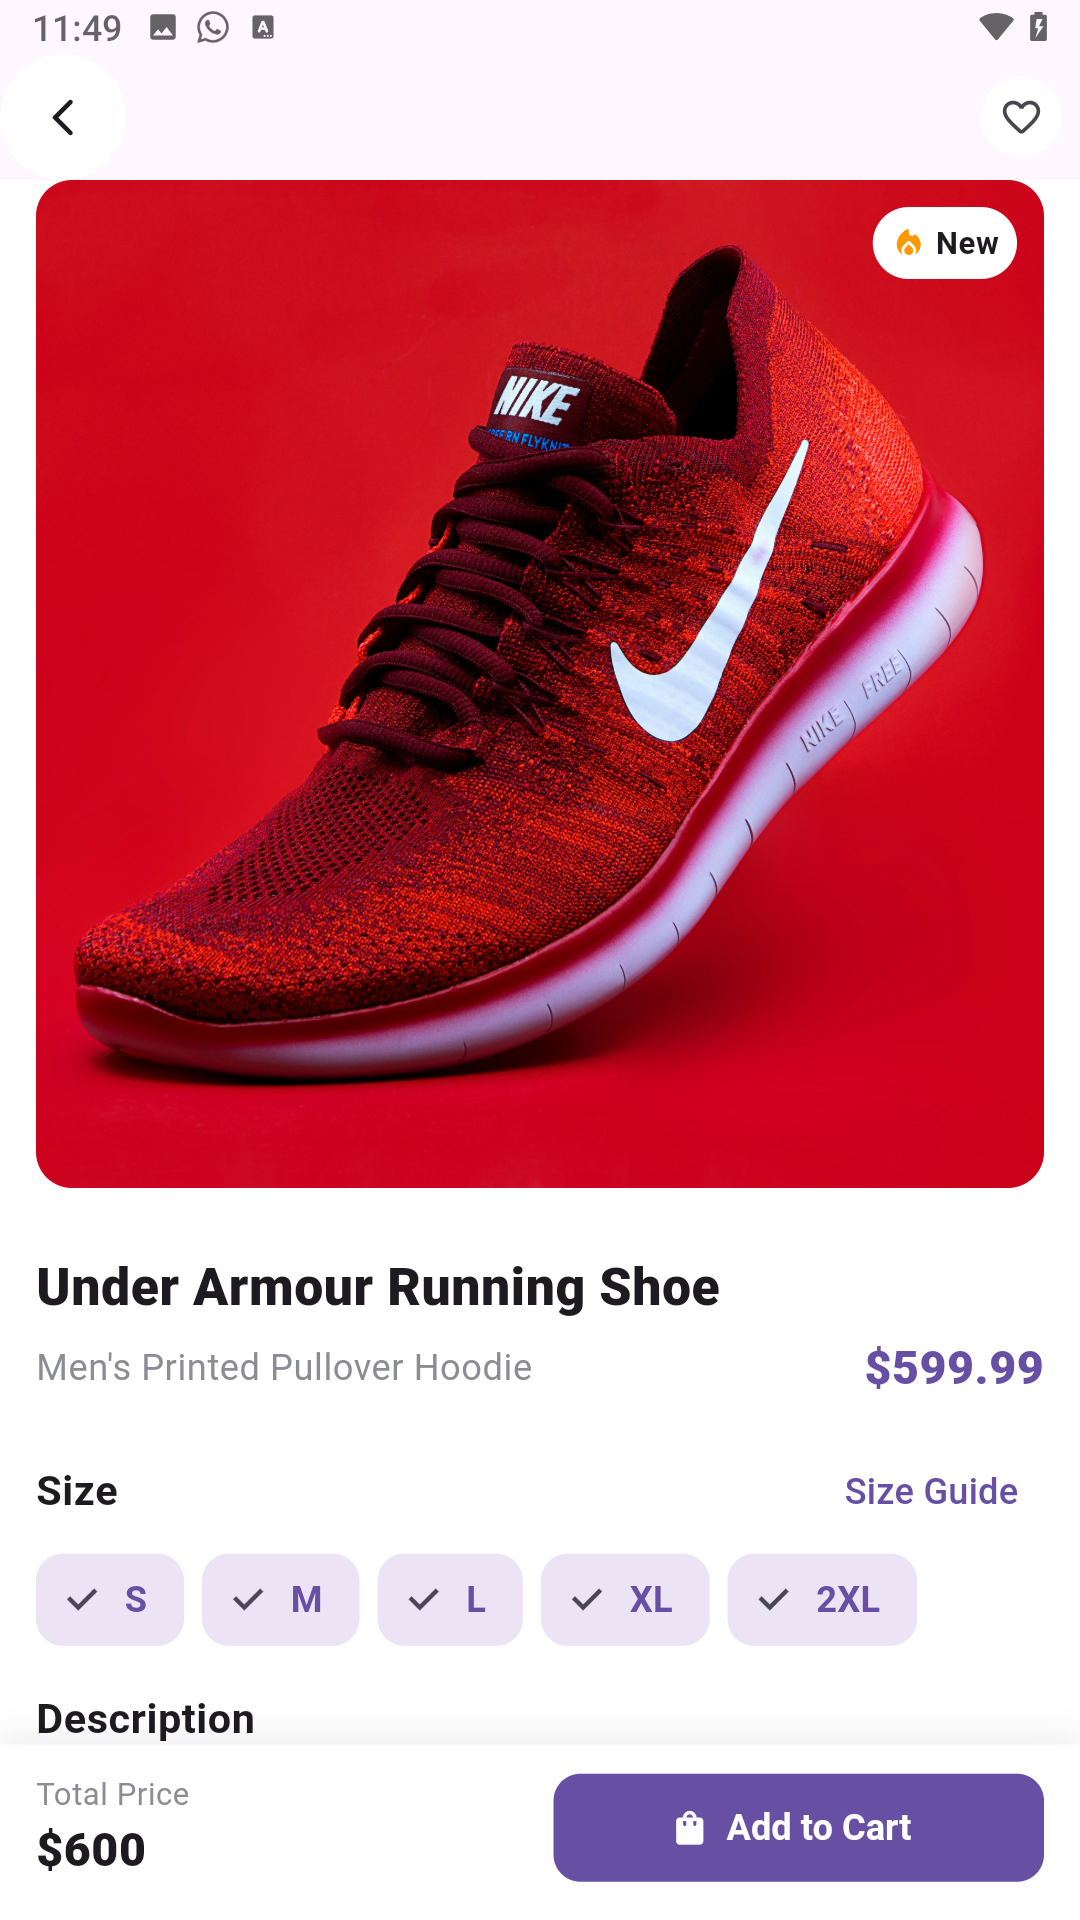 11:49
New
NIKE
NIKE FREE
Under Armour Running Shoe
Men's Printed Pullover Hoodie
$599.99
Size
Size Guide
S M L XL 2XL
Description
Total Price
$600
Add to Cart